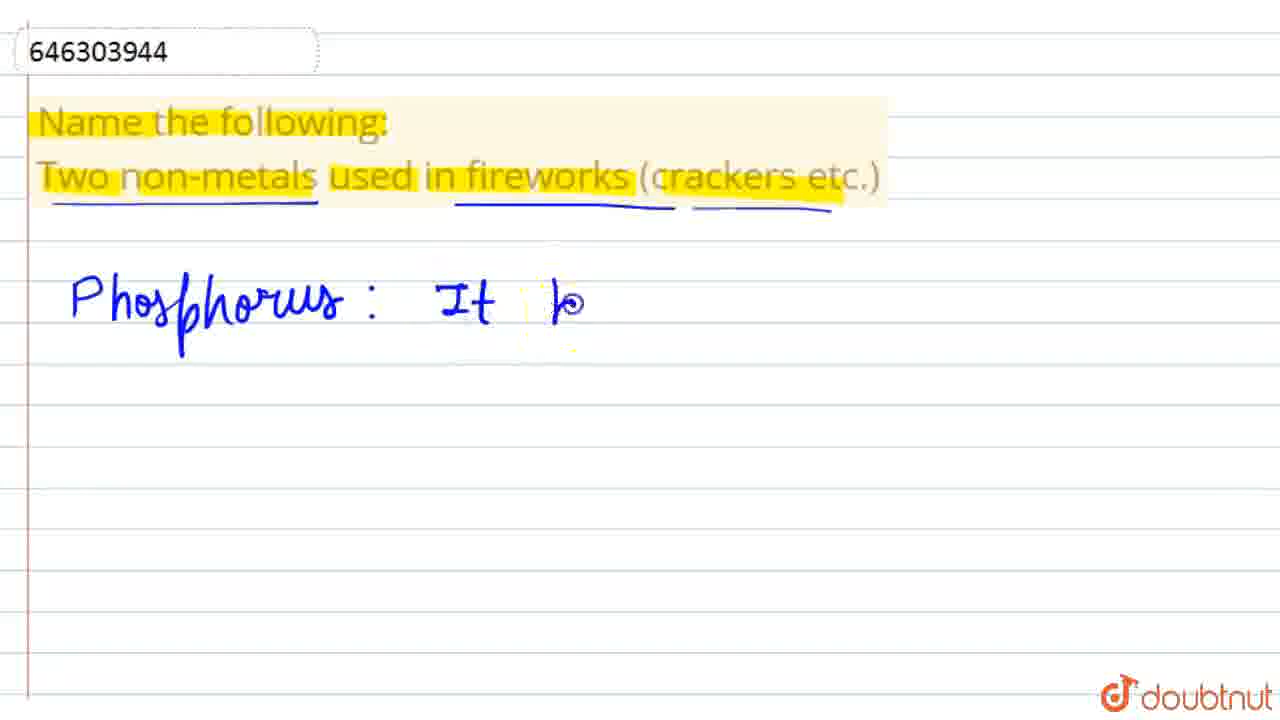 646303944
Name the following:
Two non-metals used in fireworks (crackers etc.)
Phosphorus: It
doubtnut